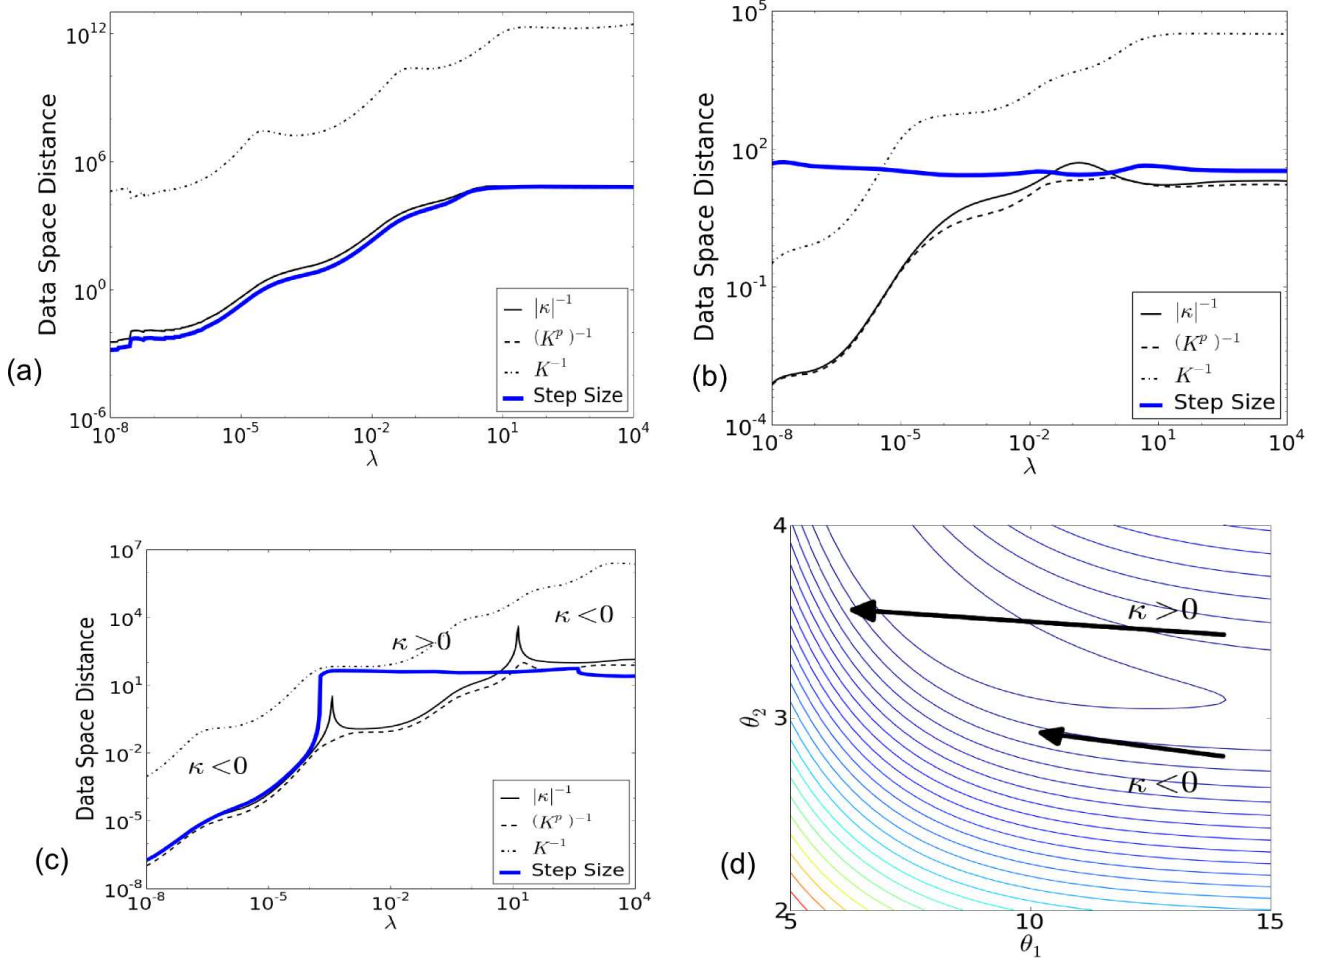 (a)
Data Space Distance
10^12
10^6
10^0
10^-6
10^-8
10^-5
10^-2
10^1
10^4
λ
|κ|^-1
(K^p)^-1
K^-1
Step Size
(b)
Data Space Distance
10^5
10^2
10^-1
10^-4
10^-8
10^-5
10^-2
10^1
10^4
λ
|κ|^-1
(K^p)^-1
K^-1
Step Size
(c)
Data Space Distance
10^7
10^4
10^1
10^-2
10^-5
10^-8
κ<0
κ>0
κ<0
10^-8
10^-5
10^-2
10^1
10^4
λ
|κ|^-1
(K^p)^-1
K^-1
Step Size
(d)
θ_2
4
3
2
κ>0
κ<0
5
10
15
θ_1